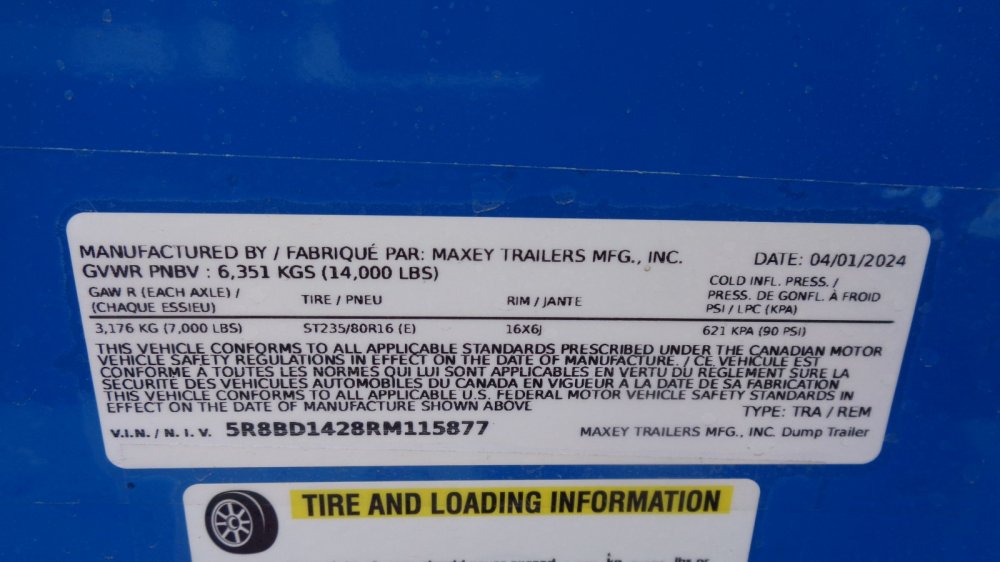 MANUFACTURED BY / FABRIQUÉ PAR: MAXEY TRAILERS MFG., INC. DATE: 04/01/2024
GVWR PNBV : 6,351 KGS (14,000 LBS)
GAW R (EACH AXLE) /
(CHAQUE ESSIEU)
TIRE / PNEU
RIM / JANTE
COLD INFL. PRESS. /
PRESS. DE GONFL. À FROID
PSI / LPC (KPA)
3,176 KG (7,000 LBS) ST235/80R16 (E) 16X6J 621 KPA (90 PSI)
THIS VEHICLE CONFORMS TO ALL APPLICABLE STANDARDS PRESCRIBED UNDER THE CANADIAN MOTOR
VEHICLE SAFETY REGULATIONS IN EFFECT ON THE DATE OF MANUFACTURE. / CE VEHICULE EST
CONFORME A TOUTES LES NORMES QUI LUI SONT APPLICABLES EN VERTU DU REGLEMENT SUR LA
SECURITE DES VEHICULES AUTOMOBILES DU CANADA EN VIGUEUR A LA DATE DE SA FABRICATION
THIS VEHICLE CONFORMS TO ALL APPLICABLE U.S. FEDERAL MOTOR VEHICLE SAFETY STANDARDS IN
EFFECT ON THE DATE OF MANUFACTURE SHOWN ABOVE
TYPE: TRA / REM
V.I.N. / N. I. V. 5R8BD1428RM115877 MAXEY TRAILERS MFG., INC. Dump Trailer
TIRE AND LOADING INFORMATION